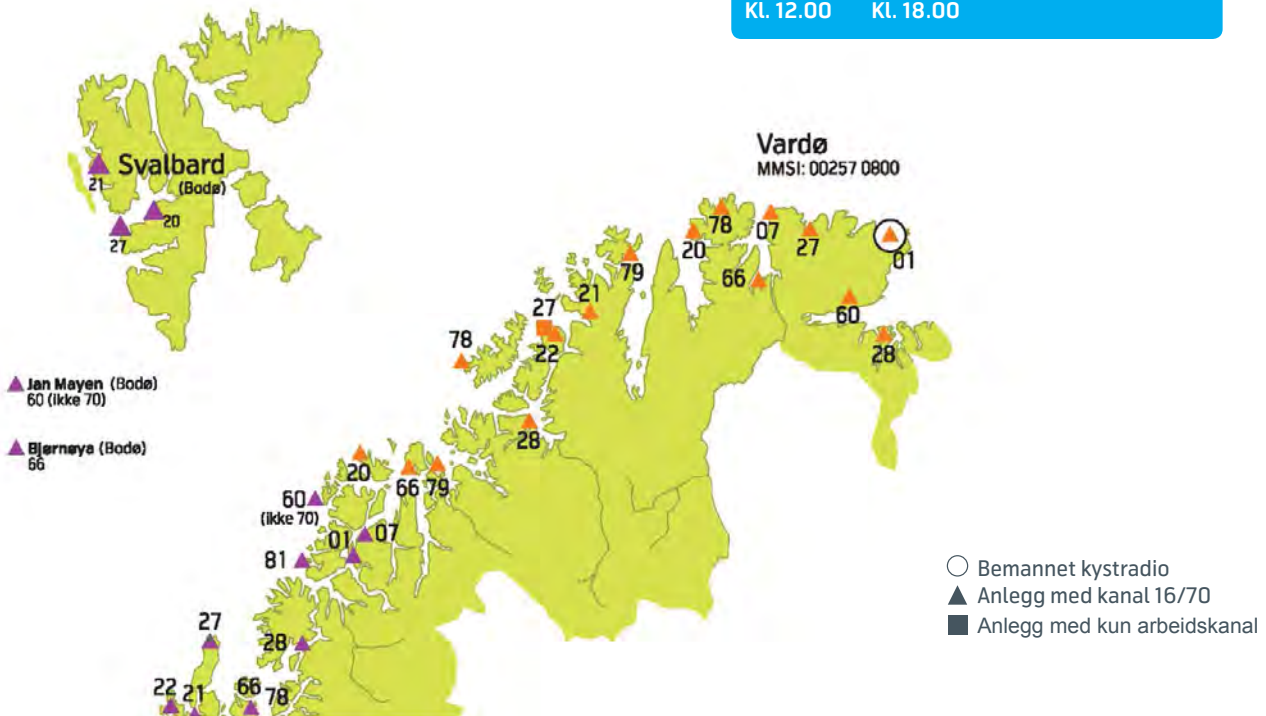 Kl. 12.00 Kl. 18.00
Vardø
MMSI: 00257 0800
Svalbard
(Bodø)
21
20
27
78
07
20
27
01
79
66
21
27
60
78
22
28
Jan Mayen (Bodø)
60 (ikke 70)
28
Bjørnøya (Bodø)
66
20
66 79
60
(ikke 70)
01 07
81
27
28
22 21 66 78
Bemannet kystradio
Anlegg med kanal 16/70
Anlegg med kun arbeidskanal